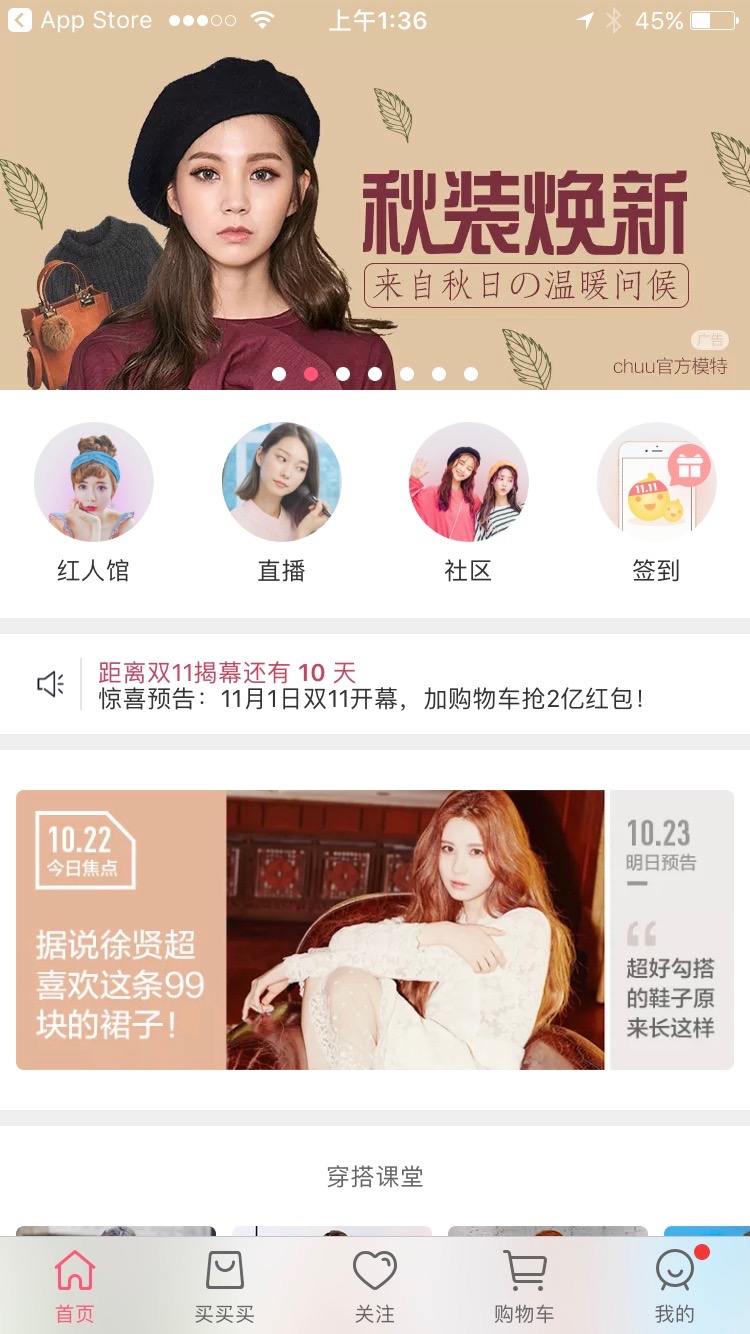 App Store
上午1:36
45%
秋装焕新
来自秋日の温暖问候
广告
chuu官方模特
红人馆
直播
社区
11.11
签到
距离双11揭幕还有 10 天
惊喜预告：11月1日双11开幕，加购物车抢2亿红包！
10.22
今日焦点
据说徐贤超
喜欢这条99
块的裙子！
10.23
明日预告
超好勾搭
的鞋子原
来长这样
穿搭课堂
首页
买买买
关注
购物车
我的